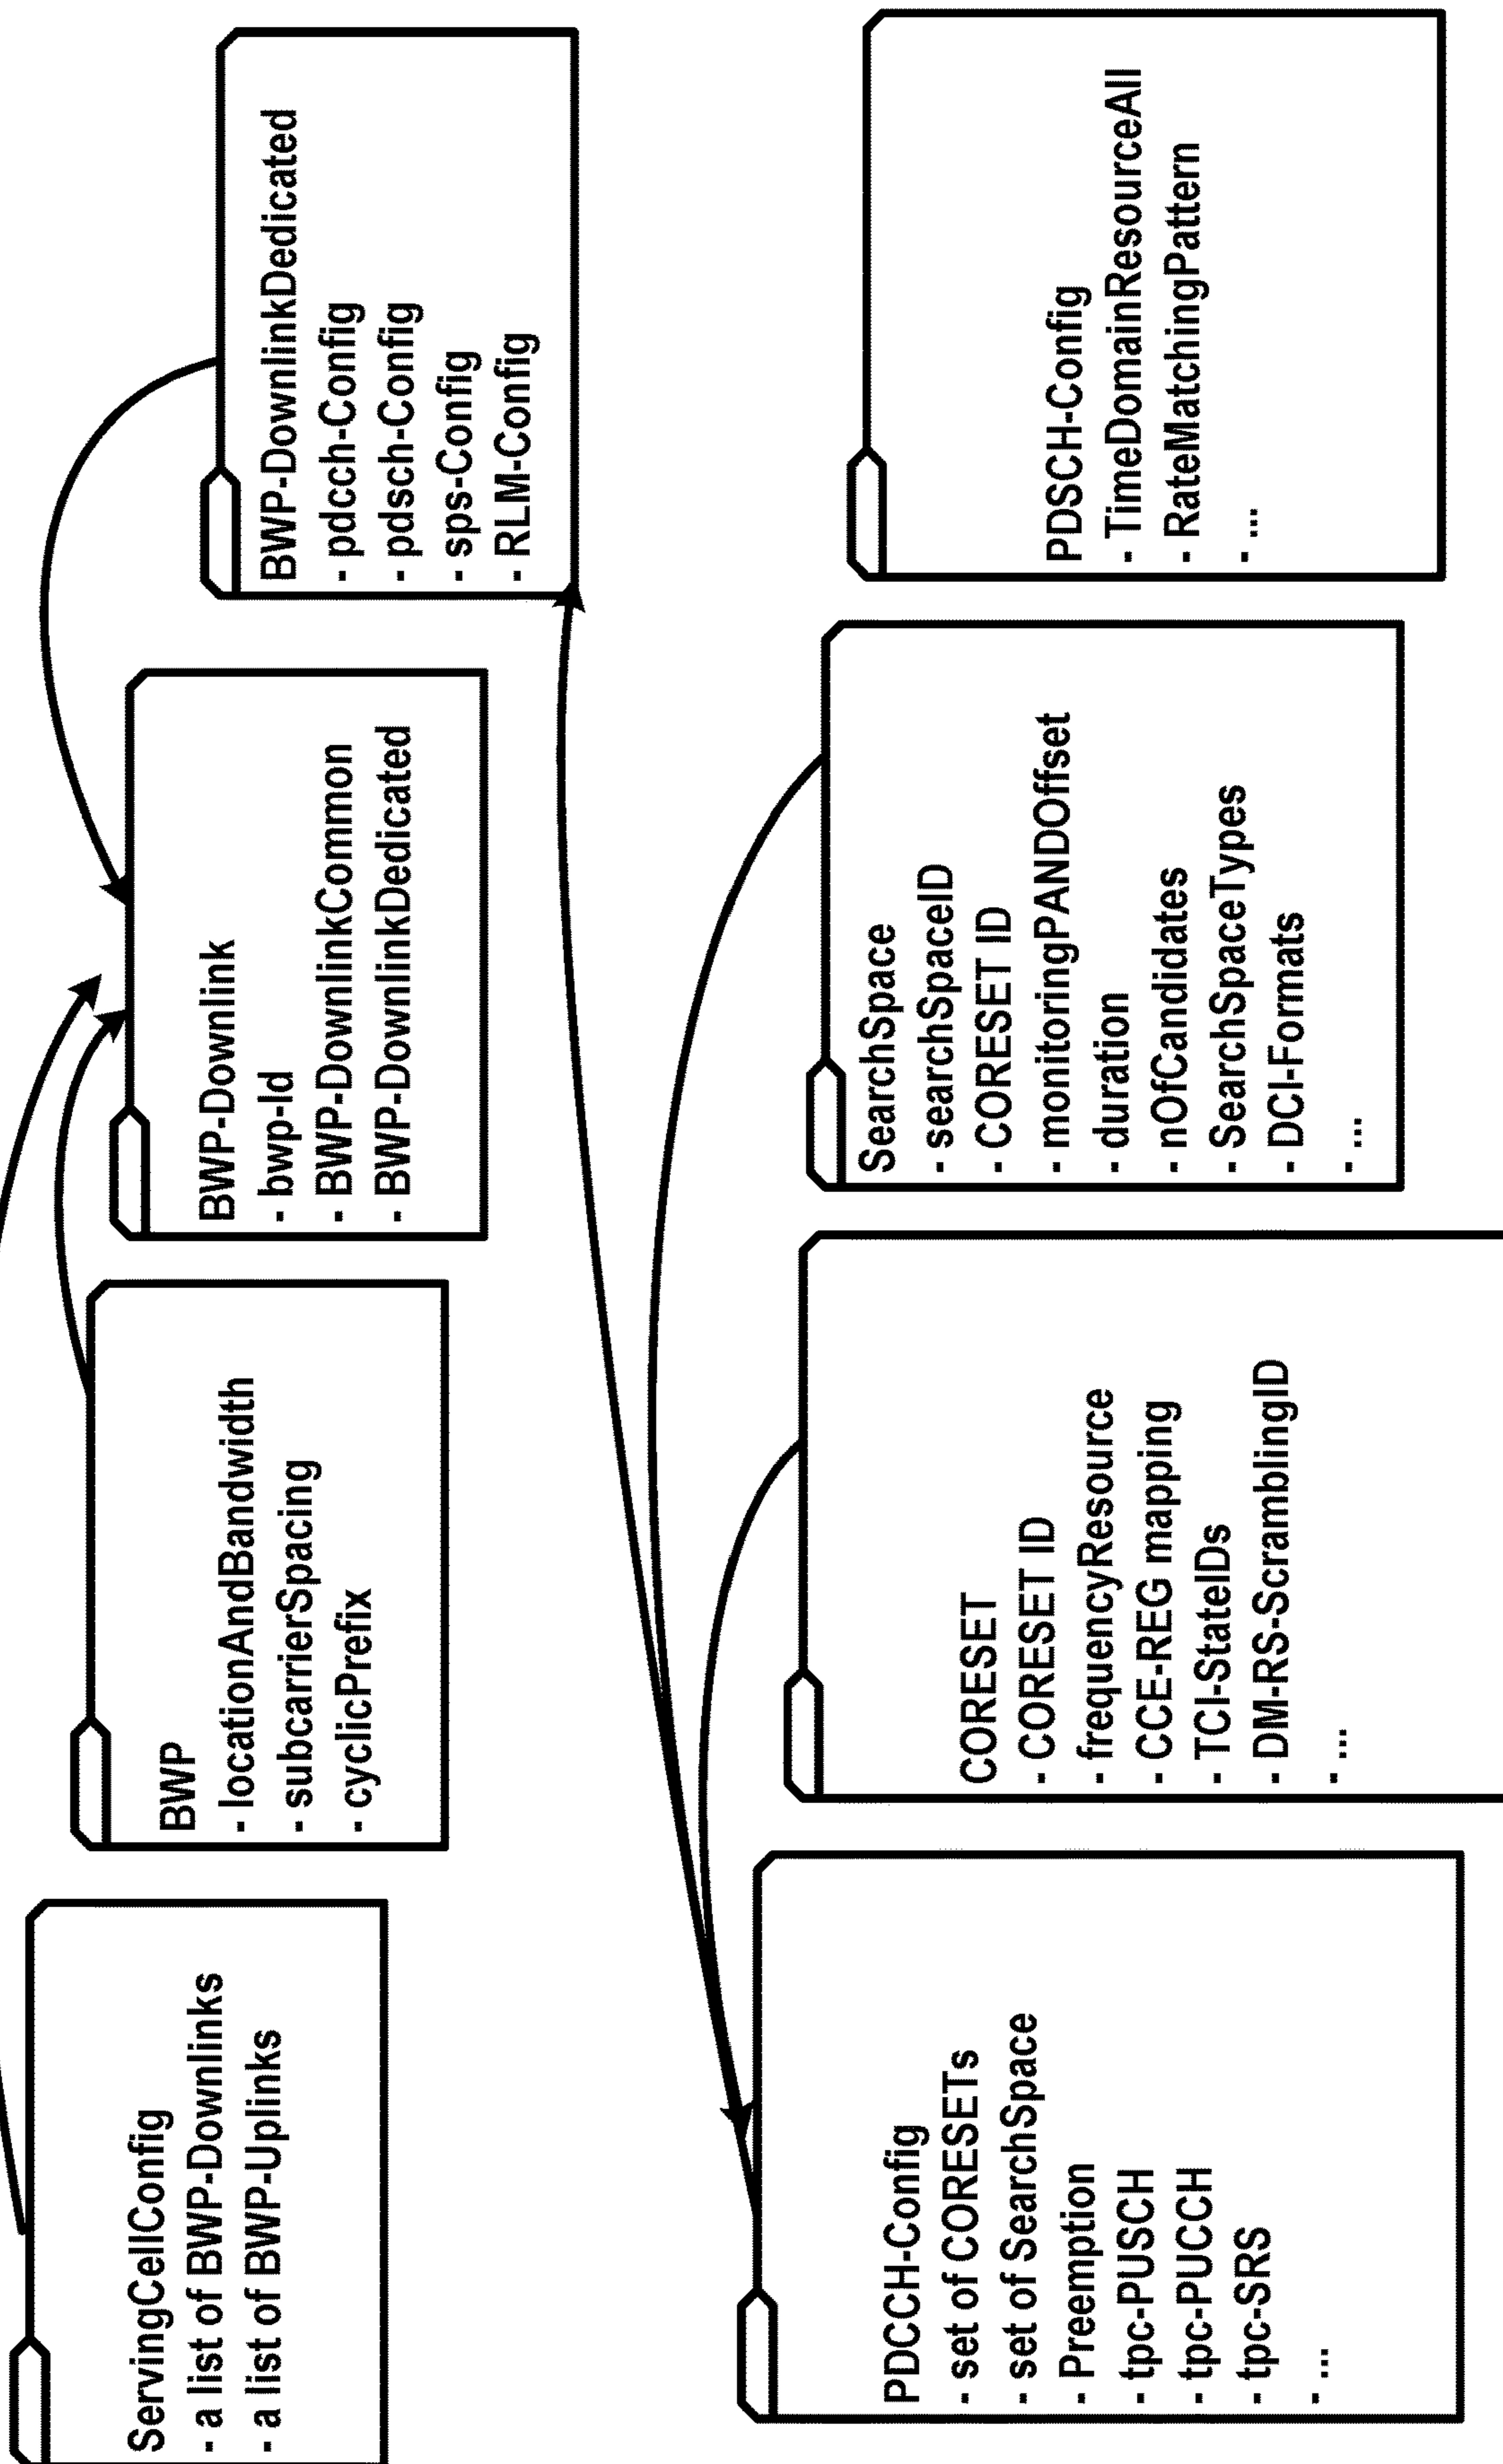 ServingCellConfig
- a list of BWP-Downlinks
- a list of BWP-Uplinks
BWP
- locationAndBandwidth
- subcarrierSpacing
- cyclicPrefix
BWP-Downlink
- bwp-Id
- BWP-DownlinkCommon
- BWP-DownlinkDedicated
BWP-DownlinkDedicated
- pdcch-Config
- pdsch-Config
- sps-Config
- RLM-Config
PDCCH-Config
- set of CORESETs
- set of SearchSpace
- Preemption
- tpc-PUSCH
- tpc-PUCCH
- tpc-SRS
- ...
CORESET
- CORESET ID
- frequencyResource
- CCE-REG mapping
- TCI-StateIDs
- DM-RS-ScramblingID
- ...
SearchSpace
- searchSpaceID
- CORESET ID
- monitoringPANDOffset
- duration
- nOfCandidates
- SearchSpaceTypes
- DCI-Formats
- ...
PDSCH-Config
- TimeDomainResourceAll
- RateMatchingPattern
- ...